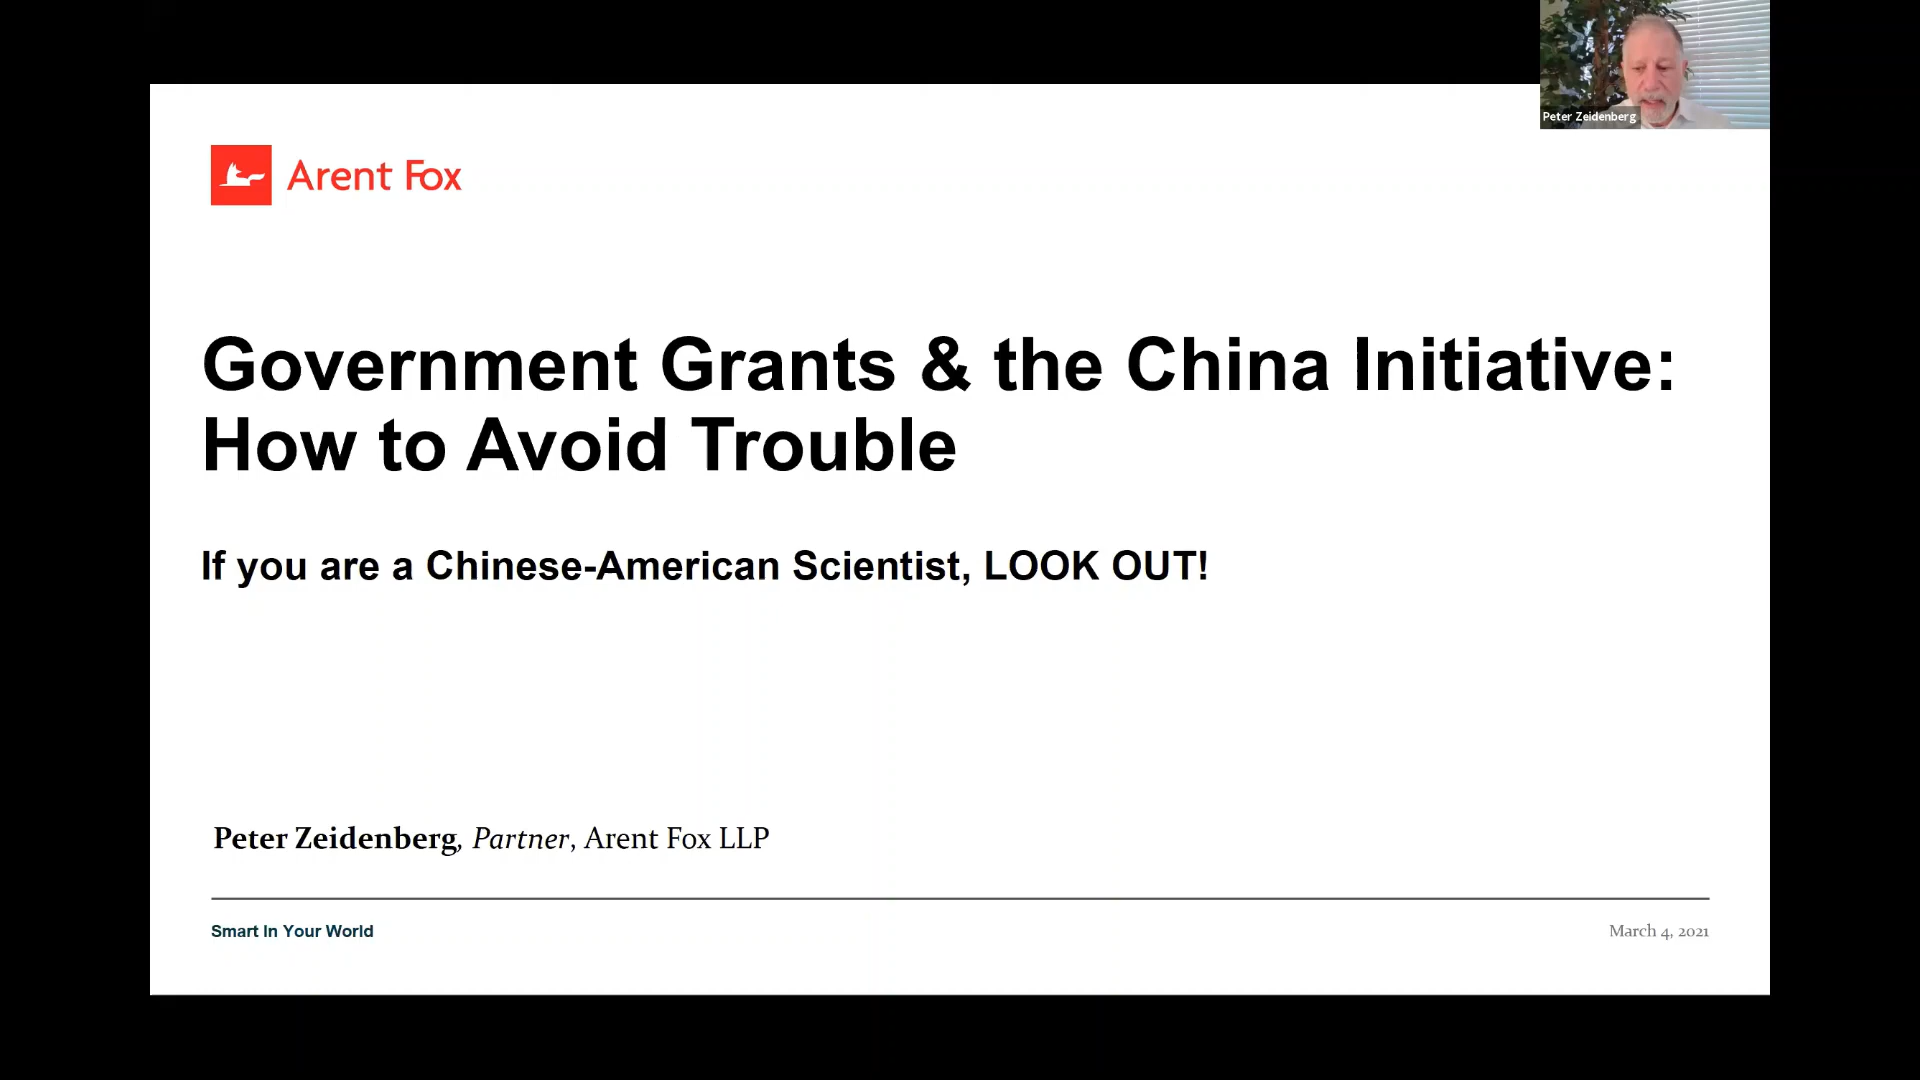 Peter Zeidenberg
Arent Fox
Government Grants & the China Initiative:
How to Avoid Trouble
If you are a Chinese-American Scientist, LOOK OUT!
Peter Zeidenberg, Partner, Arent Fox LLP
Smart In Your World
March 4, 2021